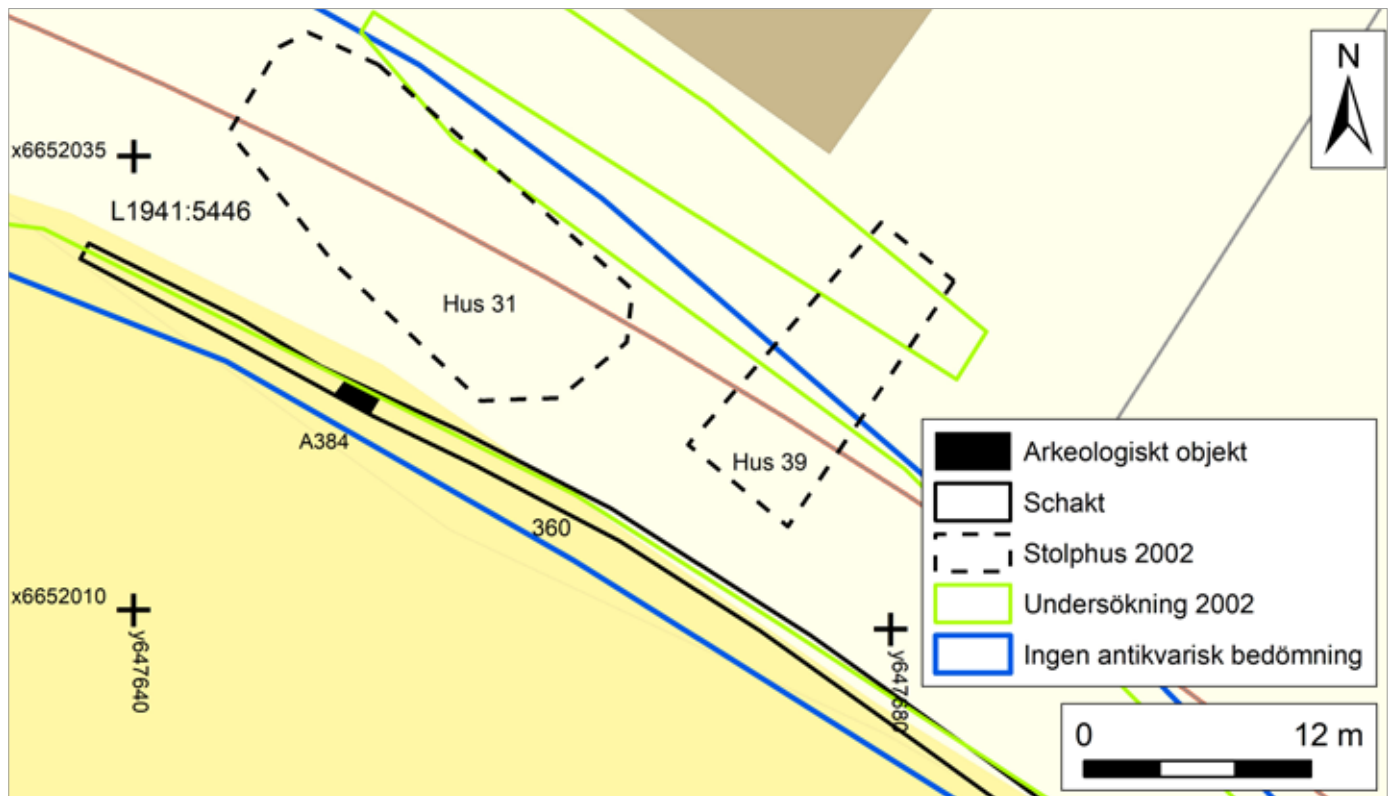 N
x6652035
L1941:5446
Hus 31
A384
Hus 39
360
x6652010
y647640
y647680
Arkeologiskt objekt
Schakt
Stolphus 2002
Undersökning 2002
Ingen antikvarisk bedömning
0 12 m